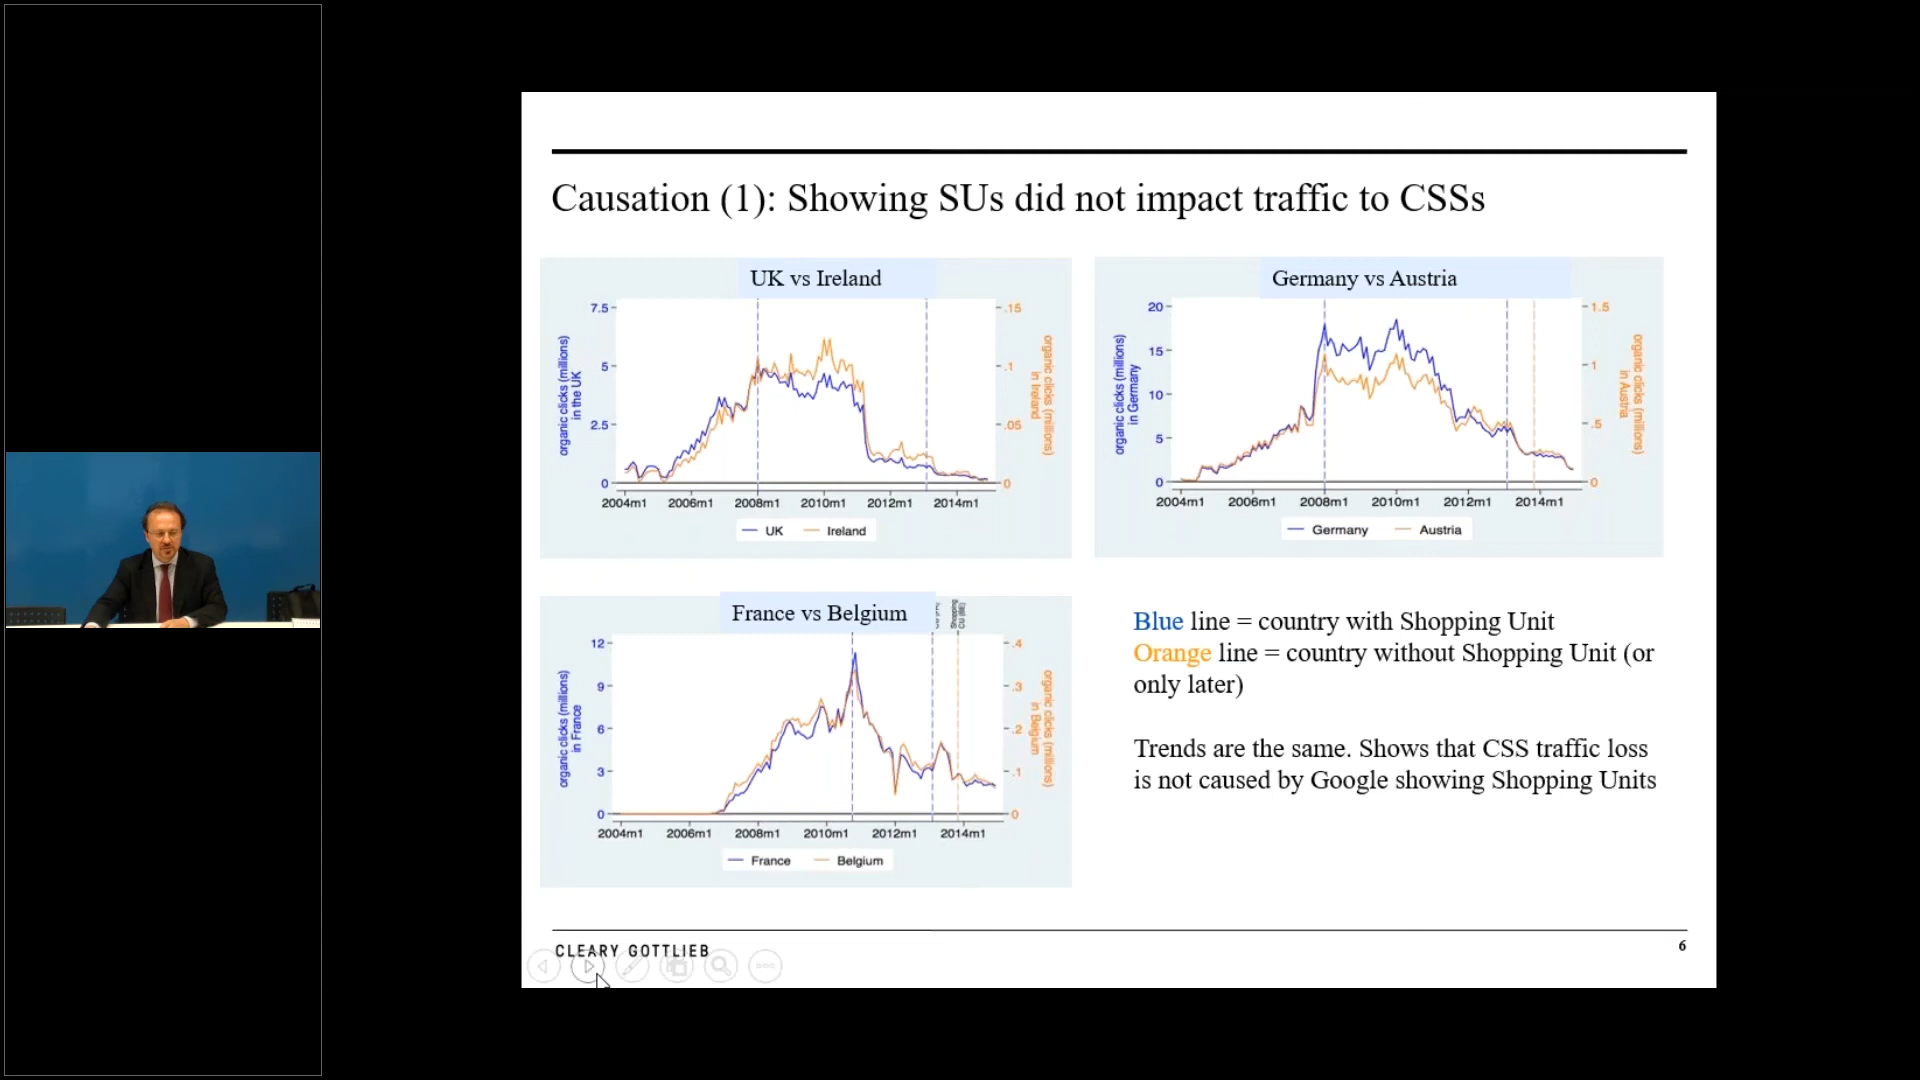 Causation (1): Showing SUs did not impact traffic to CSSs
UK vs Ireland
7.5
5
2.5
0
organic clicks (millions)
in the UK
.15
.1
.05
0
organic clicks (millions)
in Ireland
2004m1 2006m1 2008m1 2010m1 2012m1 2014m1
UK Ireland
Germany vs Austria
20
15
10
5
0
organic clicks (millions)
in Germany
1.5
1
.5
0
organic clicks (millions)
in Austria
2004m1 2006m1 2008m1 2010m1 2012m1 2014m1
Germany Austria
France vs Belgium
Shopping
CU (BE)
12
9
6
3
0
organic clicks (millions)
in France
.4
.3
.2
.1
0
organic clicks (millions)
in Belgium
2004m1 2006m1 2008m1 2010m1 2012m1 2014m1
France Belgium
Blue line = country with Shopping Unit
Orange line = country without Shopping Unit (or
only later)
Trends are the same. Shows that CSS traffic loss
is not caused by Google showing Shopping Units
CLEARY GOTTLIEB
6